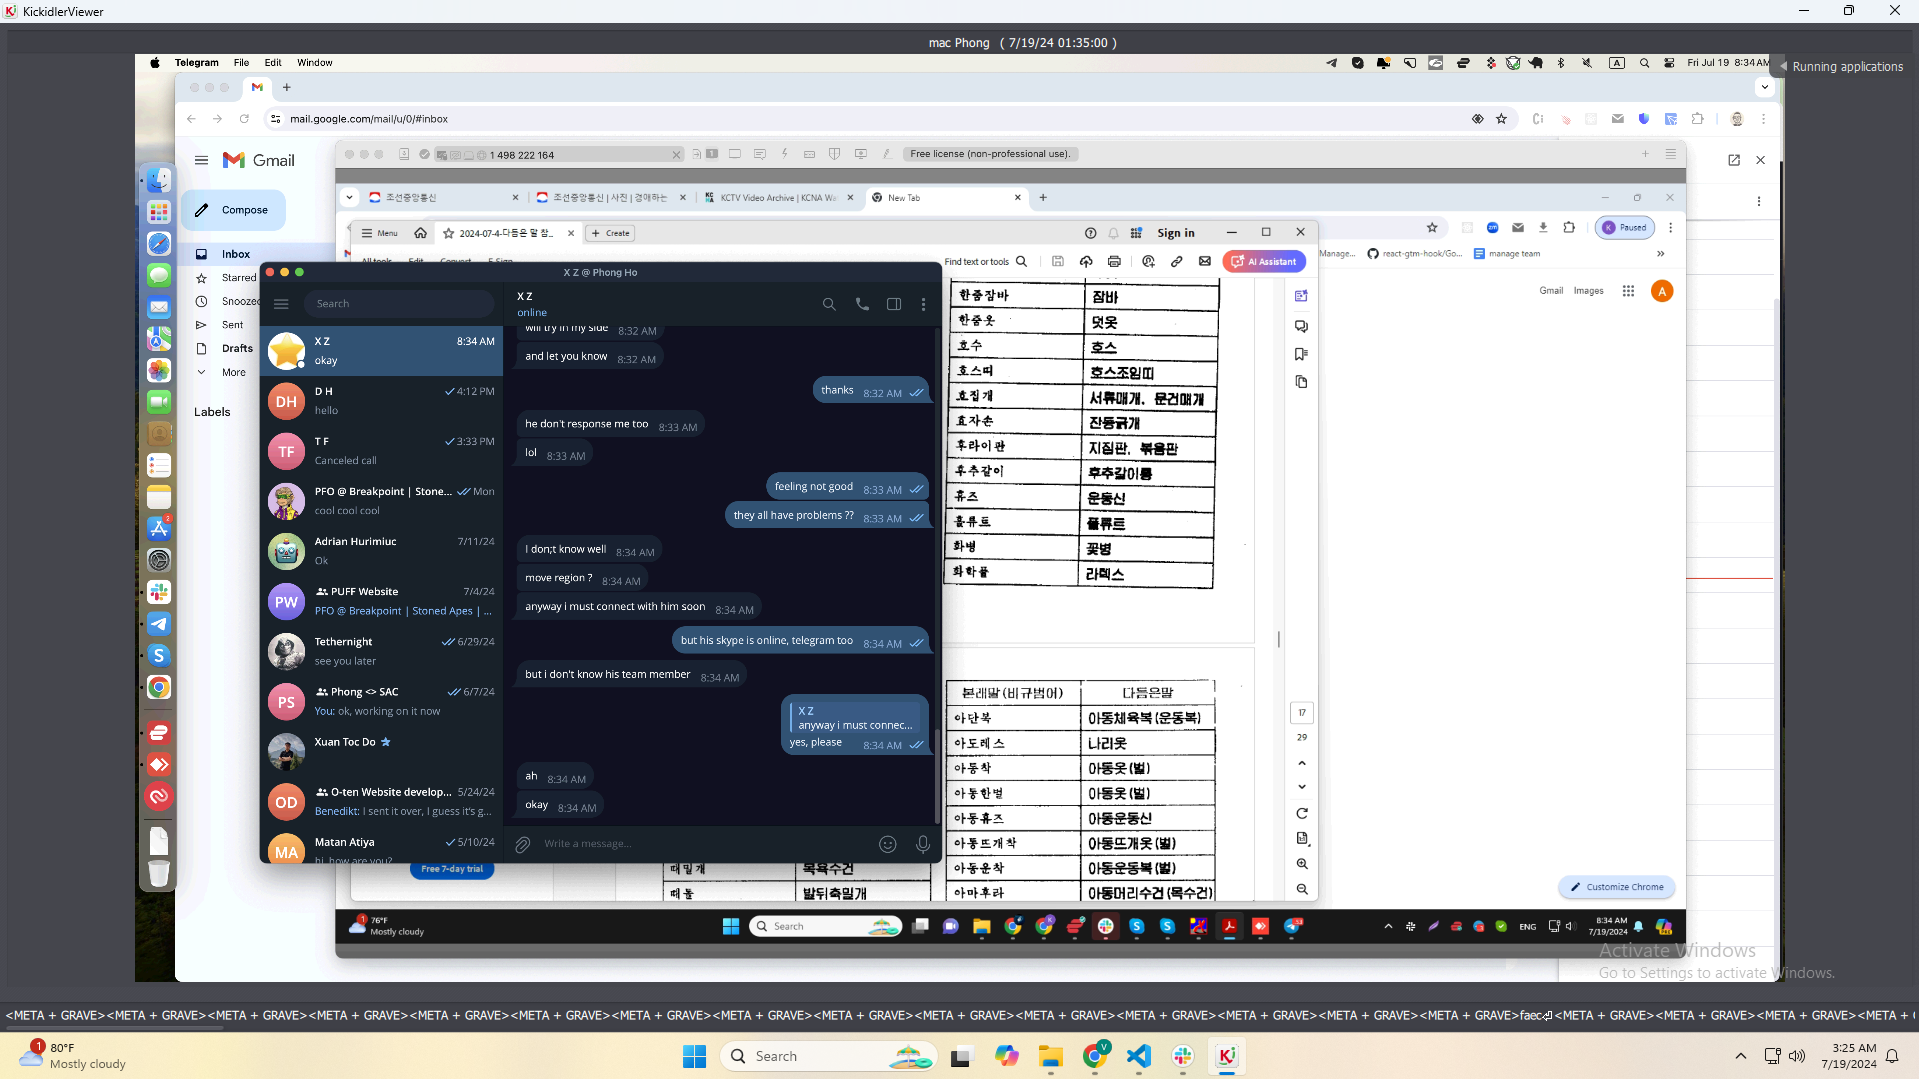 KickidlerViewer
mac Phong ( 7/19/24 01:35:00 )
Telegram File Edit Window
Fri Jul 19 8:34AM
Running applications
mail.google.com/mail/u/0/#inbox
Gmail
1 498 222 164
Free license (non-professional use).
조선중앙통신
조선중앙통신 | 사진 | 경애하는
KCTV Video Archive | KCNA Wa
New Tab
Compose
Inbox
Starred
Snoozed
Sent
Drafts
More
Labels
Menu
2024-07-4-다듬은 말 참...
Create
Sign in
Paused
All tools Edit Convert E-Sign
Find text or tools
AI Assistant
Manage...
react-gtm-hook/Go...
manage team
Gmail Images
A
X Z @ Phong Ho
Search
X Z
online
X Z 8:34 AM
okay
D H 4:12 PM
hello
T F 3:33 PM
Canceled call
PFO @ Breakpoint | Stone... Mon
cool cool cool
Adrian Hurimiuc 7/11/24
Ok
PUFF Website 7/4/24
PFO @ Breakpoint | Stoned Apes | ...
Tethernight 6/29/24
see you later
Phong <> SAC 6/7/24
You: ok, working on it now
Xuan Toc Do
O-ten Website develop... 5/24/24
Benedikt: I sent it over, I guess it's g...
Matan Atiya 5/10/24
hi, how are you?
DH
TF
PW
PS
OD
MA
will try in my side 8:32 AM
and let you know 8:32 AM
thanks 8:32 AM
he don't response me too 8:33 AM
lol 8:33 AM
feeling not good 8:33 AM
they all have problems ?? 8:33 AM
I don;t know well 8:34 AM
move region ? 8:34 AM
anyway i must connect with him soon 8:34 AM
but his skype is online, telegram too 8:34 AM
but i don't know his team member 8:34 AM
X Z
anyway i must connec...
yes, please 8:34 AM
ah 8:34 AM
okay 8:34 AM
Write a message...
한줌잠바 잠바
한줌옷 덧옷
호수 호스
호스띠 호스조임띠
호집개 서류매개, 문건매개
효자손 잔등긁개
후라이판 지짐판, 볶음판
후추갈이 후추갈이통
휴즈 운동신
흘류트 플류트
화병 꽃병
화학풀 라텍스
본래말(비규범어) 다듬은말
아단복 아동체육복(운동복)
아도레스 나리옷
아동착 아동옷(벌)
아동한벌 아동옷(벌)
아동휴즈 아동운동신
아동뜨개착 아동뜨개옷(벌)
아동운착 아동운동복(벌)
아마후라 아동머리수건(목수건)
때밀개 목욕수건
때돌 발뒤축밀개
17
29
Free 7-day trial
Customize Chrome
76°F
Mostly cloudy
Search
ENG
8:34 AM
7/19/2024
Activate Windows
Go to Settings to activate Windows.
<META + GRAVE><META + GRAVE><META + GRAVE><META + GRAVE><META + GRAVE><META + GRAVE><META + GRAVE><META + GRAVE><META + GRAVE><META + GRAVE><META + GRAVE><META + GRAVE><META + GRAVE><META + GRAVE><META + GRAVE>faec<⏎<META + GRAVE><META + GRAVE><META + GRAVE><META +
80°F
Mostly cloudy
Search
3:25 AM
7/19/2024